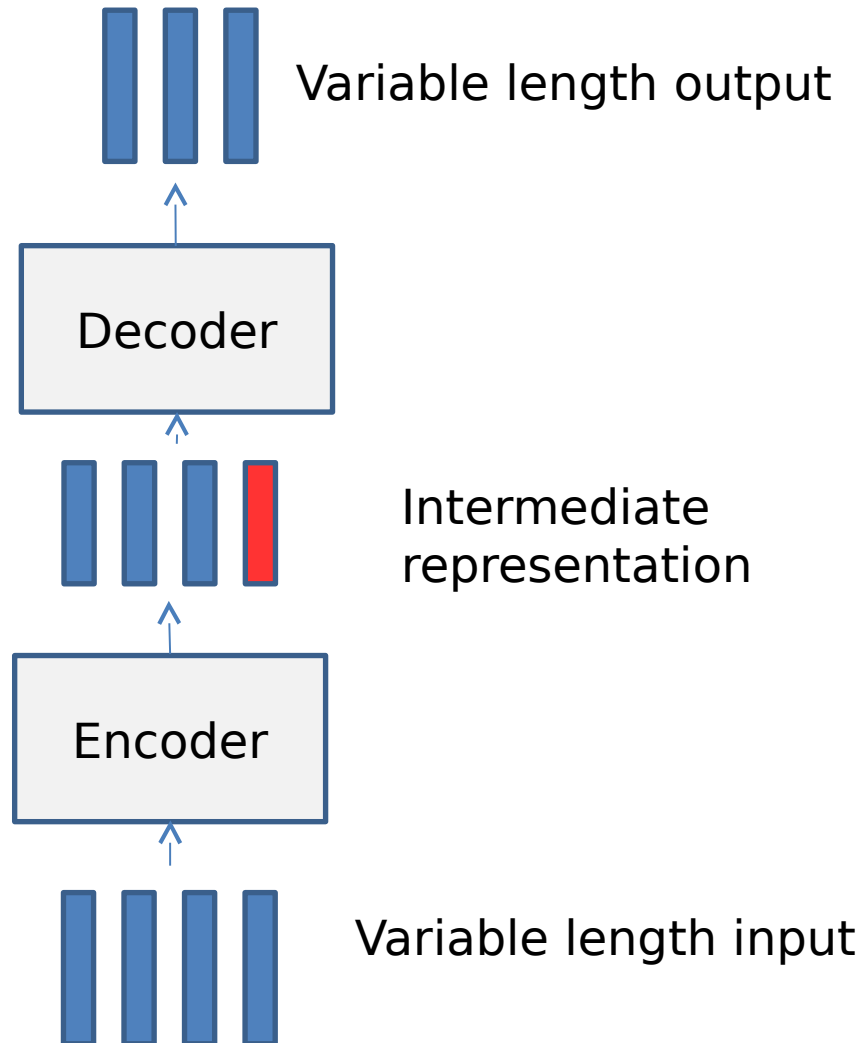 Variable length output
Decoder
Intermediate
representation
Encoder
Variable length input